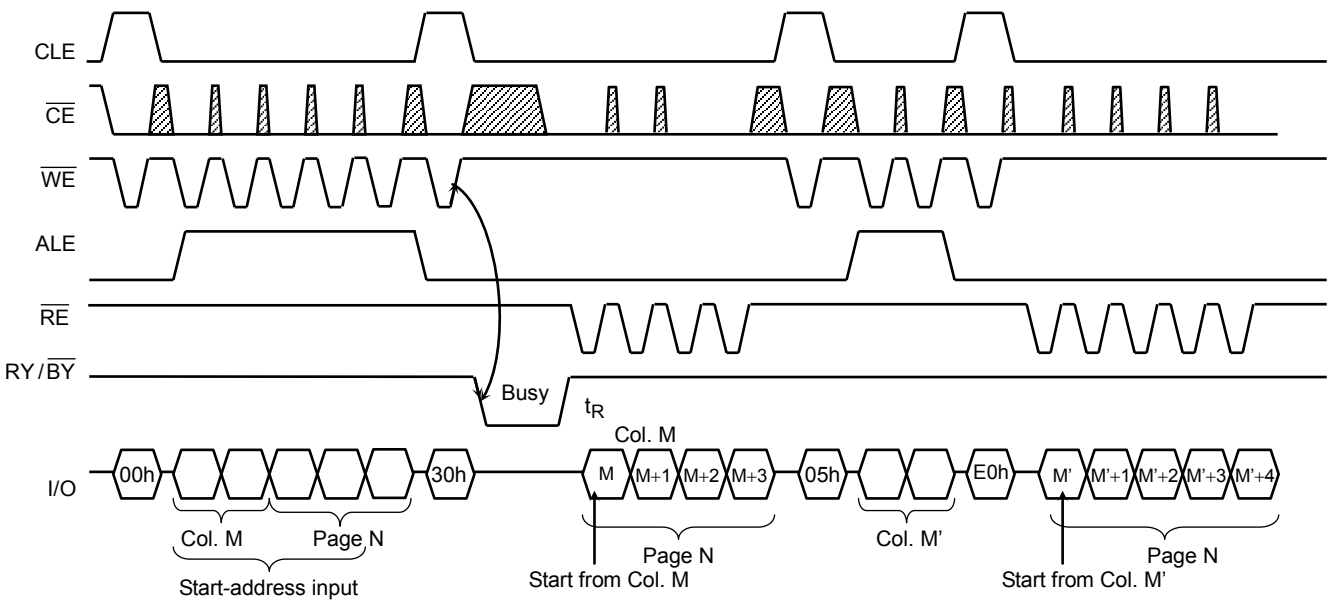 CLE
CE
WE
ALE
RE
RY/BY
Busy
tR
Col. M
I/O
00h
30h
M
M+1
M+2
M+3
05h
E0h
M'
M'+1
M'+2
M'+3
M'+4
Col. M
Page N
Page N
Col. M'
Page N
Start-address input
Start from Col. M
Start from Col. M'